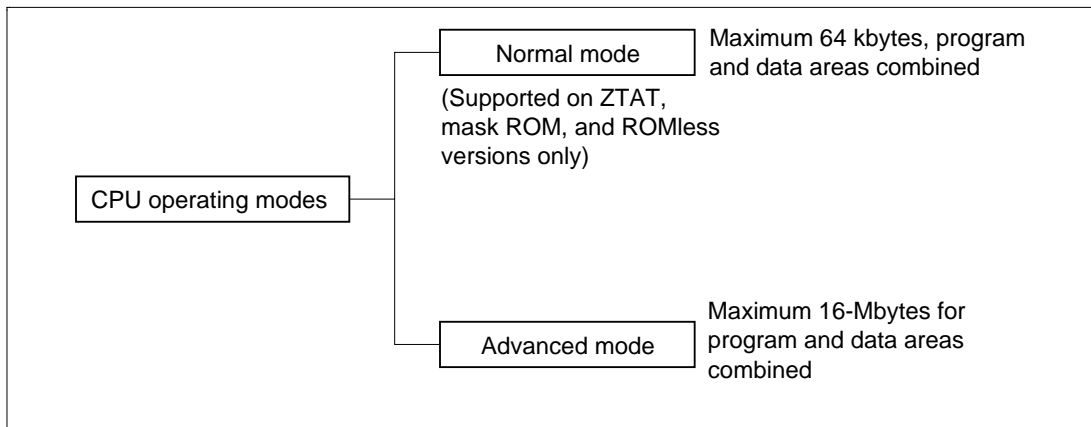 Normal mode
Maximum 64 kbytes, program
and data areas combined
(Supported on ZTAT,
mask ROM, and ROMless
versions only)
CPU operating modes
Advanced mode
Maximum 16-Mbytes for
program and data areas
combined